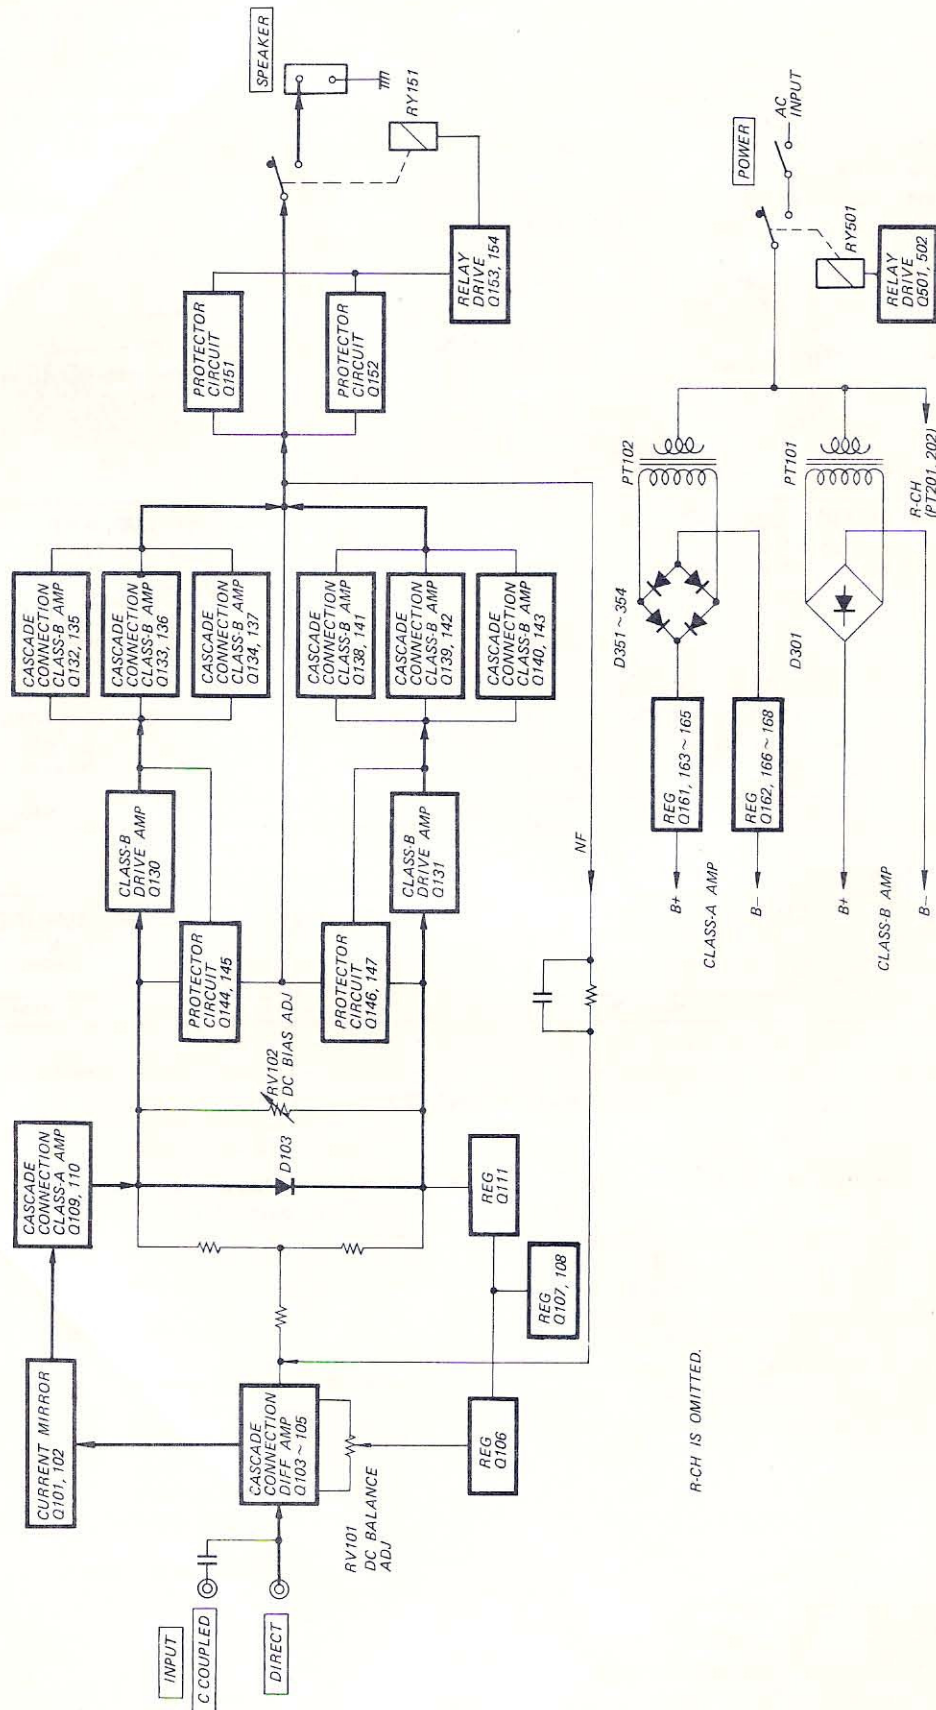 INPUT
C COUPLED
DIRECT
CURRENT MIRROR
Q101, 102
CASCADE
CONNECTION
DIFF AMP
Q103 ~ 105
RV101
DC BALANCE
ADJ
REG
Q106
REG
Q107, 108
REG
Q111
CASCADE
CONNECTION
CLASS-A AMP
Q109, 110
D103
RV102
DC BIAS ADJ
PROTECTOR
CIRCUIT
Q144, 145
PROTECTOR
CIRCUIT
Q146, 147
CLASS-B
DRIVE AMP
Q130
CLASS-B
DRIVE AMP
Q131
NF
CASCADE
CONNECTION
CLASS-B AMP
Q132, 135
CASCADE
CONNECTION
CLASS-B AMP
Q133, 136
CASCADE
CONNECTION
CLASS-B AMP
Q134, 137
CASCADE
CONNECTION
CLASS-B AMP
Q138, 141
CASCADE
CONNECTION
CLASS-B AMP
Q139, 142
CASCADE
CONNECTION
CLASS-B AMP
Q140, 143
PROTECTOR
CIRCUIT
Q151
PROTECTOR
CIRCUIT
Q152
RELAY
DRIVE
Q153, 154
RY151
SPEAKER
R-CH IS OMITTED.
B+
CLASS-A AMP
B-
B+
CLASS-B AMP
B-
REG
Q161, 163 ~ 165
REG
Q162, 166 ~ 168
D351 ~ 354
D301
PT102
PT101
R-CH
(PT201, 202)
RY501
RELAY
DRIVE
Q501, 502
POWER
AC
INPUT